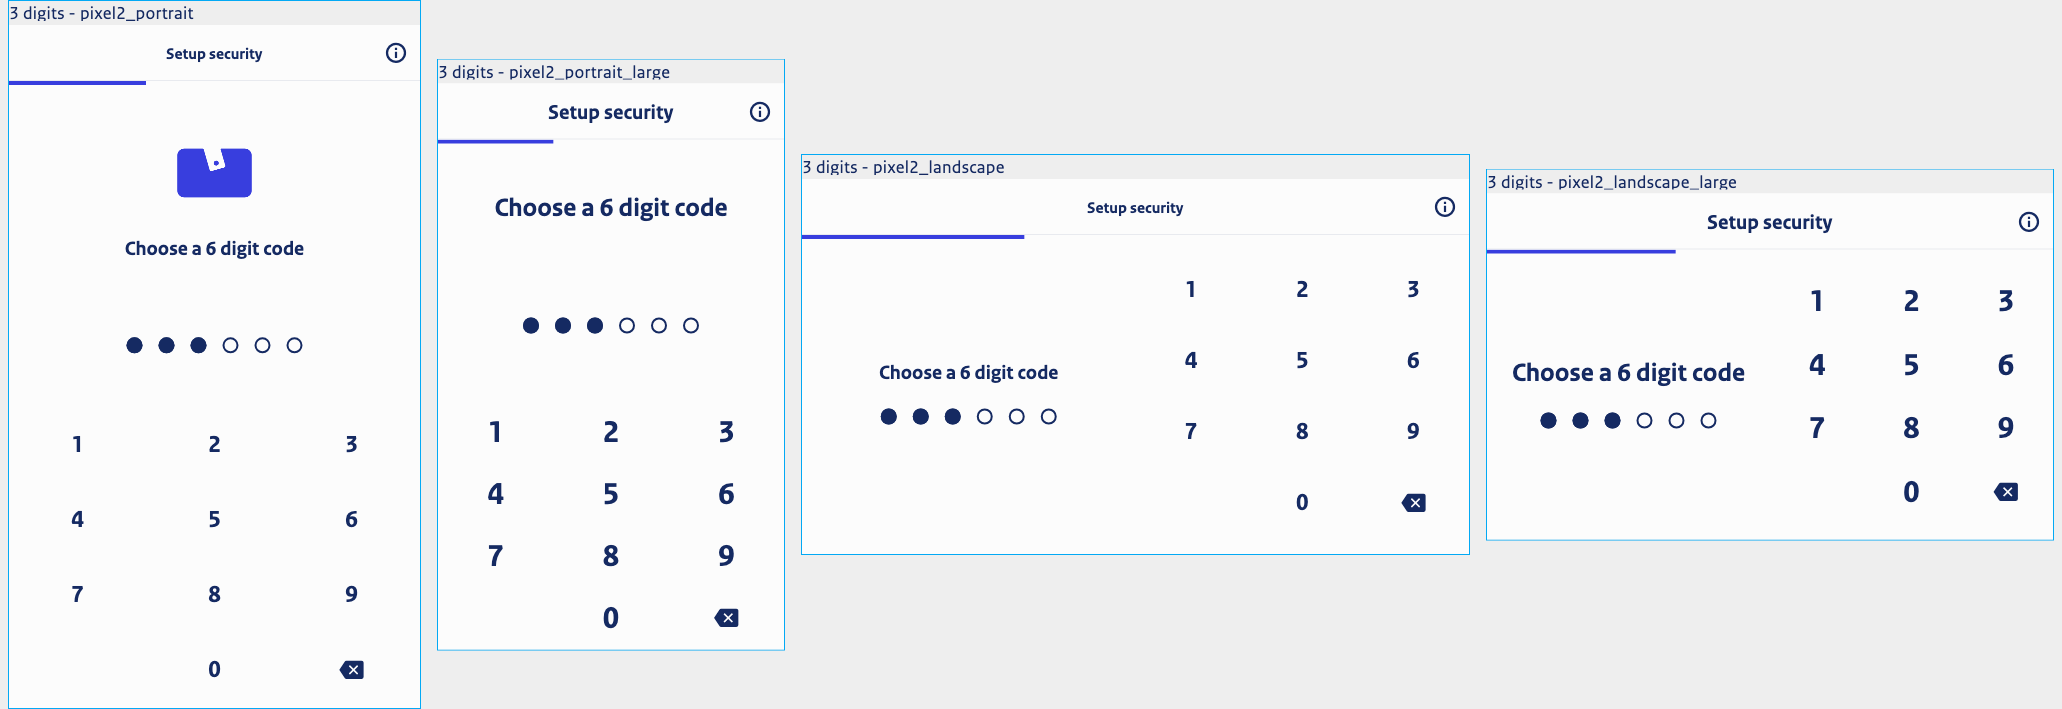 3 digits - pixel2_portrait
Setup security
Choose a 6 digit code
1 2 3
4 5 6
7 8 9
0
3 digits - pixel2_portrait_large
Setup security
Choose a 6 digit code
1 2 3
4 5 6
7 8 9
0
3 digits - pixel2_landscape
Setup security
1 2 3
4 5 6
Choose a 6 digit code
7 8 9
0
3 digits - pixel2_landscape_large
Setup security
1 2 3
4 5 6
Choose a 6 digit code
7 8 9
0